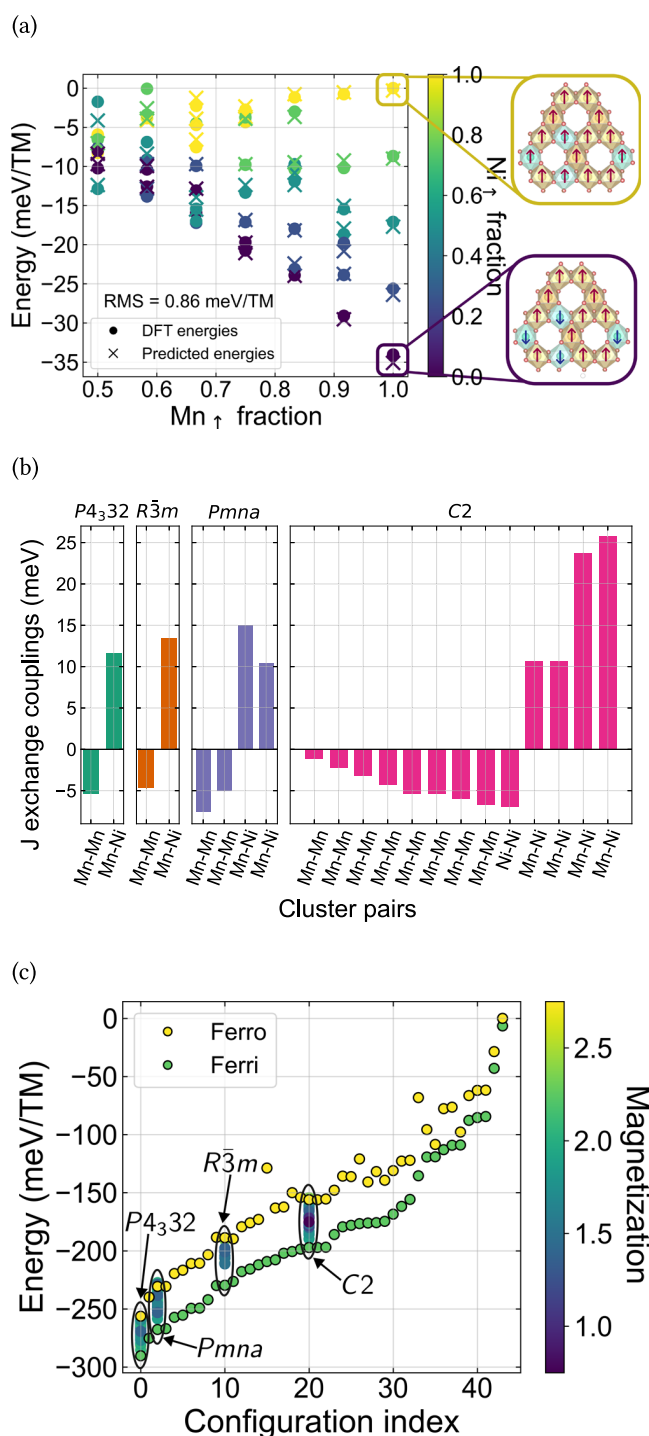 (a)
0
−5
−10
−15
−20
−25
−30
−35
Energy (meV/TM)
RMS = 0.86 meV/TM
DFT energies
Predicted energies
0.5 0.6 0.7 0.8 0.9 1.0
Mn↑ fraction
1.0
0.8
0.6
0.4
0.2
0.0
Ni↑ fraction
(b)
P4₃32 R3̄m Pmna C2
25
20
15
10
5
0
−5
J exchange couplings (meV)
Mn-Mn Mn-Ni Mn-Mn Mn-Ni Mn-Mn Mn-Mn Mn-Ni Mn-Ni Mn-Mn Mn-Mn Mn-Mn Mn-Mn Mn-Mn Mn-Mn Mn-Mn Mn-Mn Ni-Ni Mn-Ni Mn-Ni Mn-Ni Mn-Ni
Cluster pairs
(c)
0
−50
−100
−150
−200
−250
−300
Energy (meV/TM)
Ferro
Ferri
R3̄m
P4₃32
C2
Pmna
0 10 20 30 40
Configuration index
2.5
2.0
1.5
1.0
Magnetization